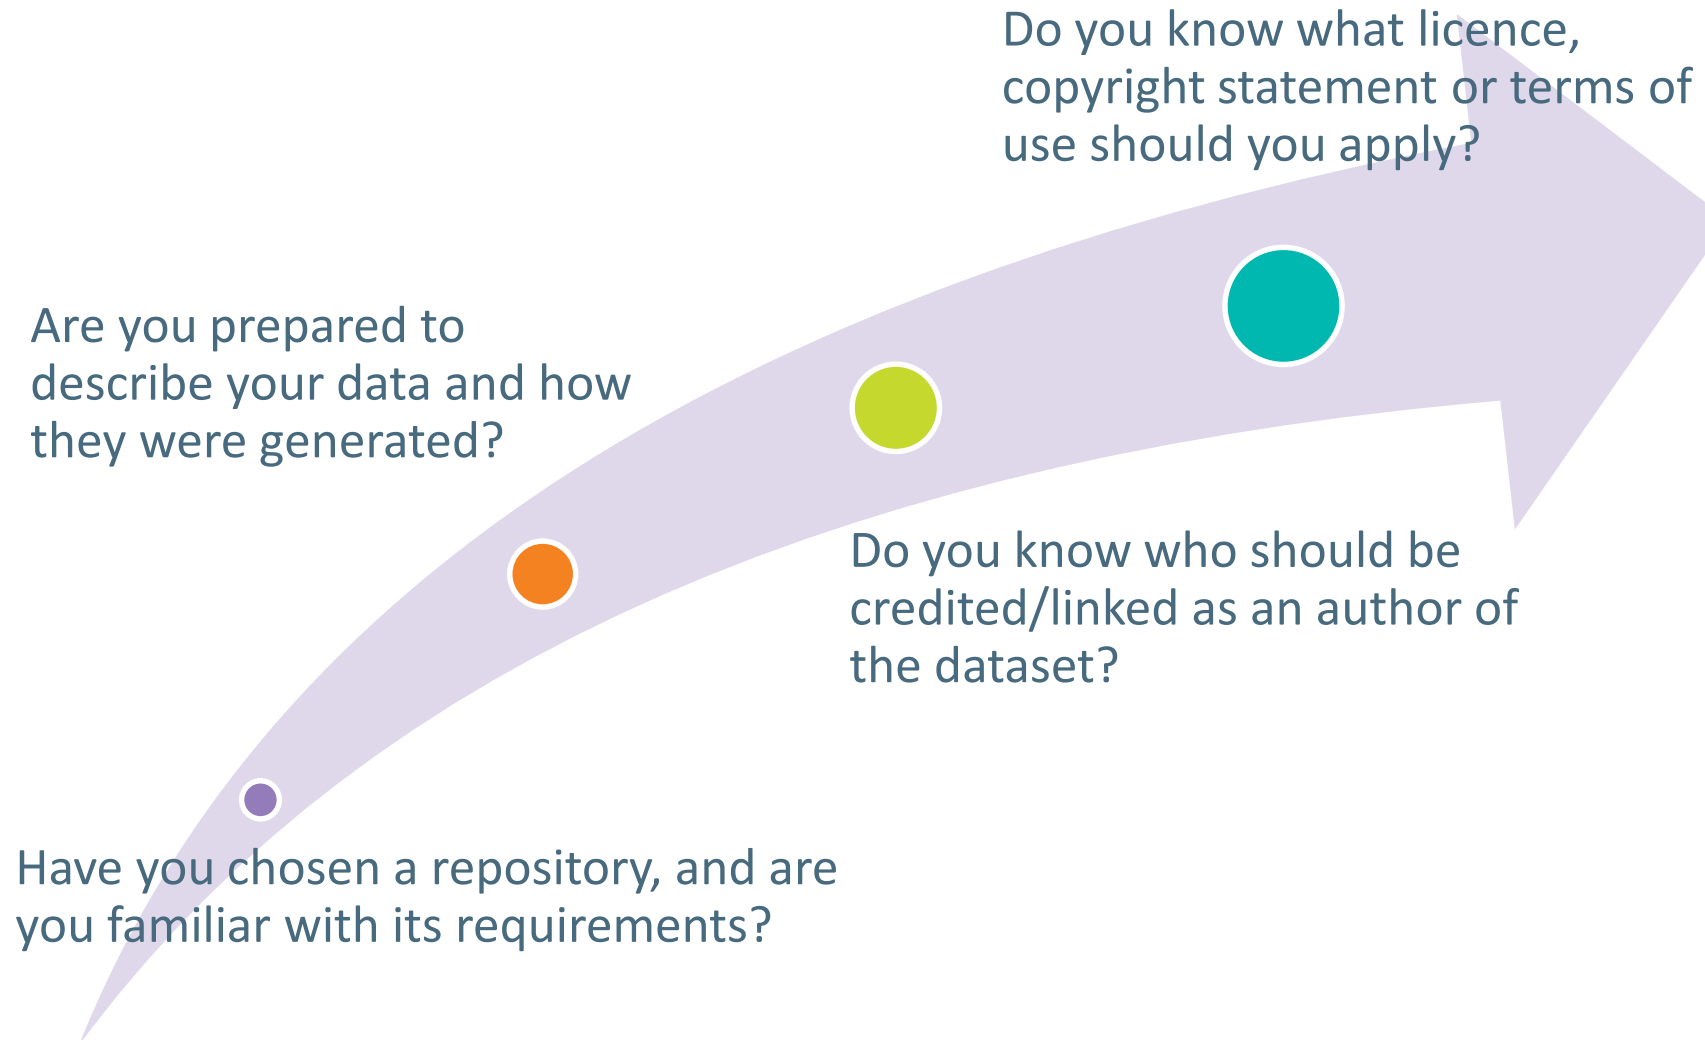 Do you know what licence,
copyright statement or terms of
use should you apply?
Are you prepared to
describe your data and how
they were generated?
Do you know who should be
credited/linked as an author of
the dataset?
Have you chosen a repository, and are
you familiar with its requirements?